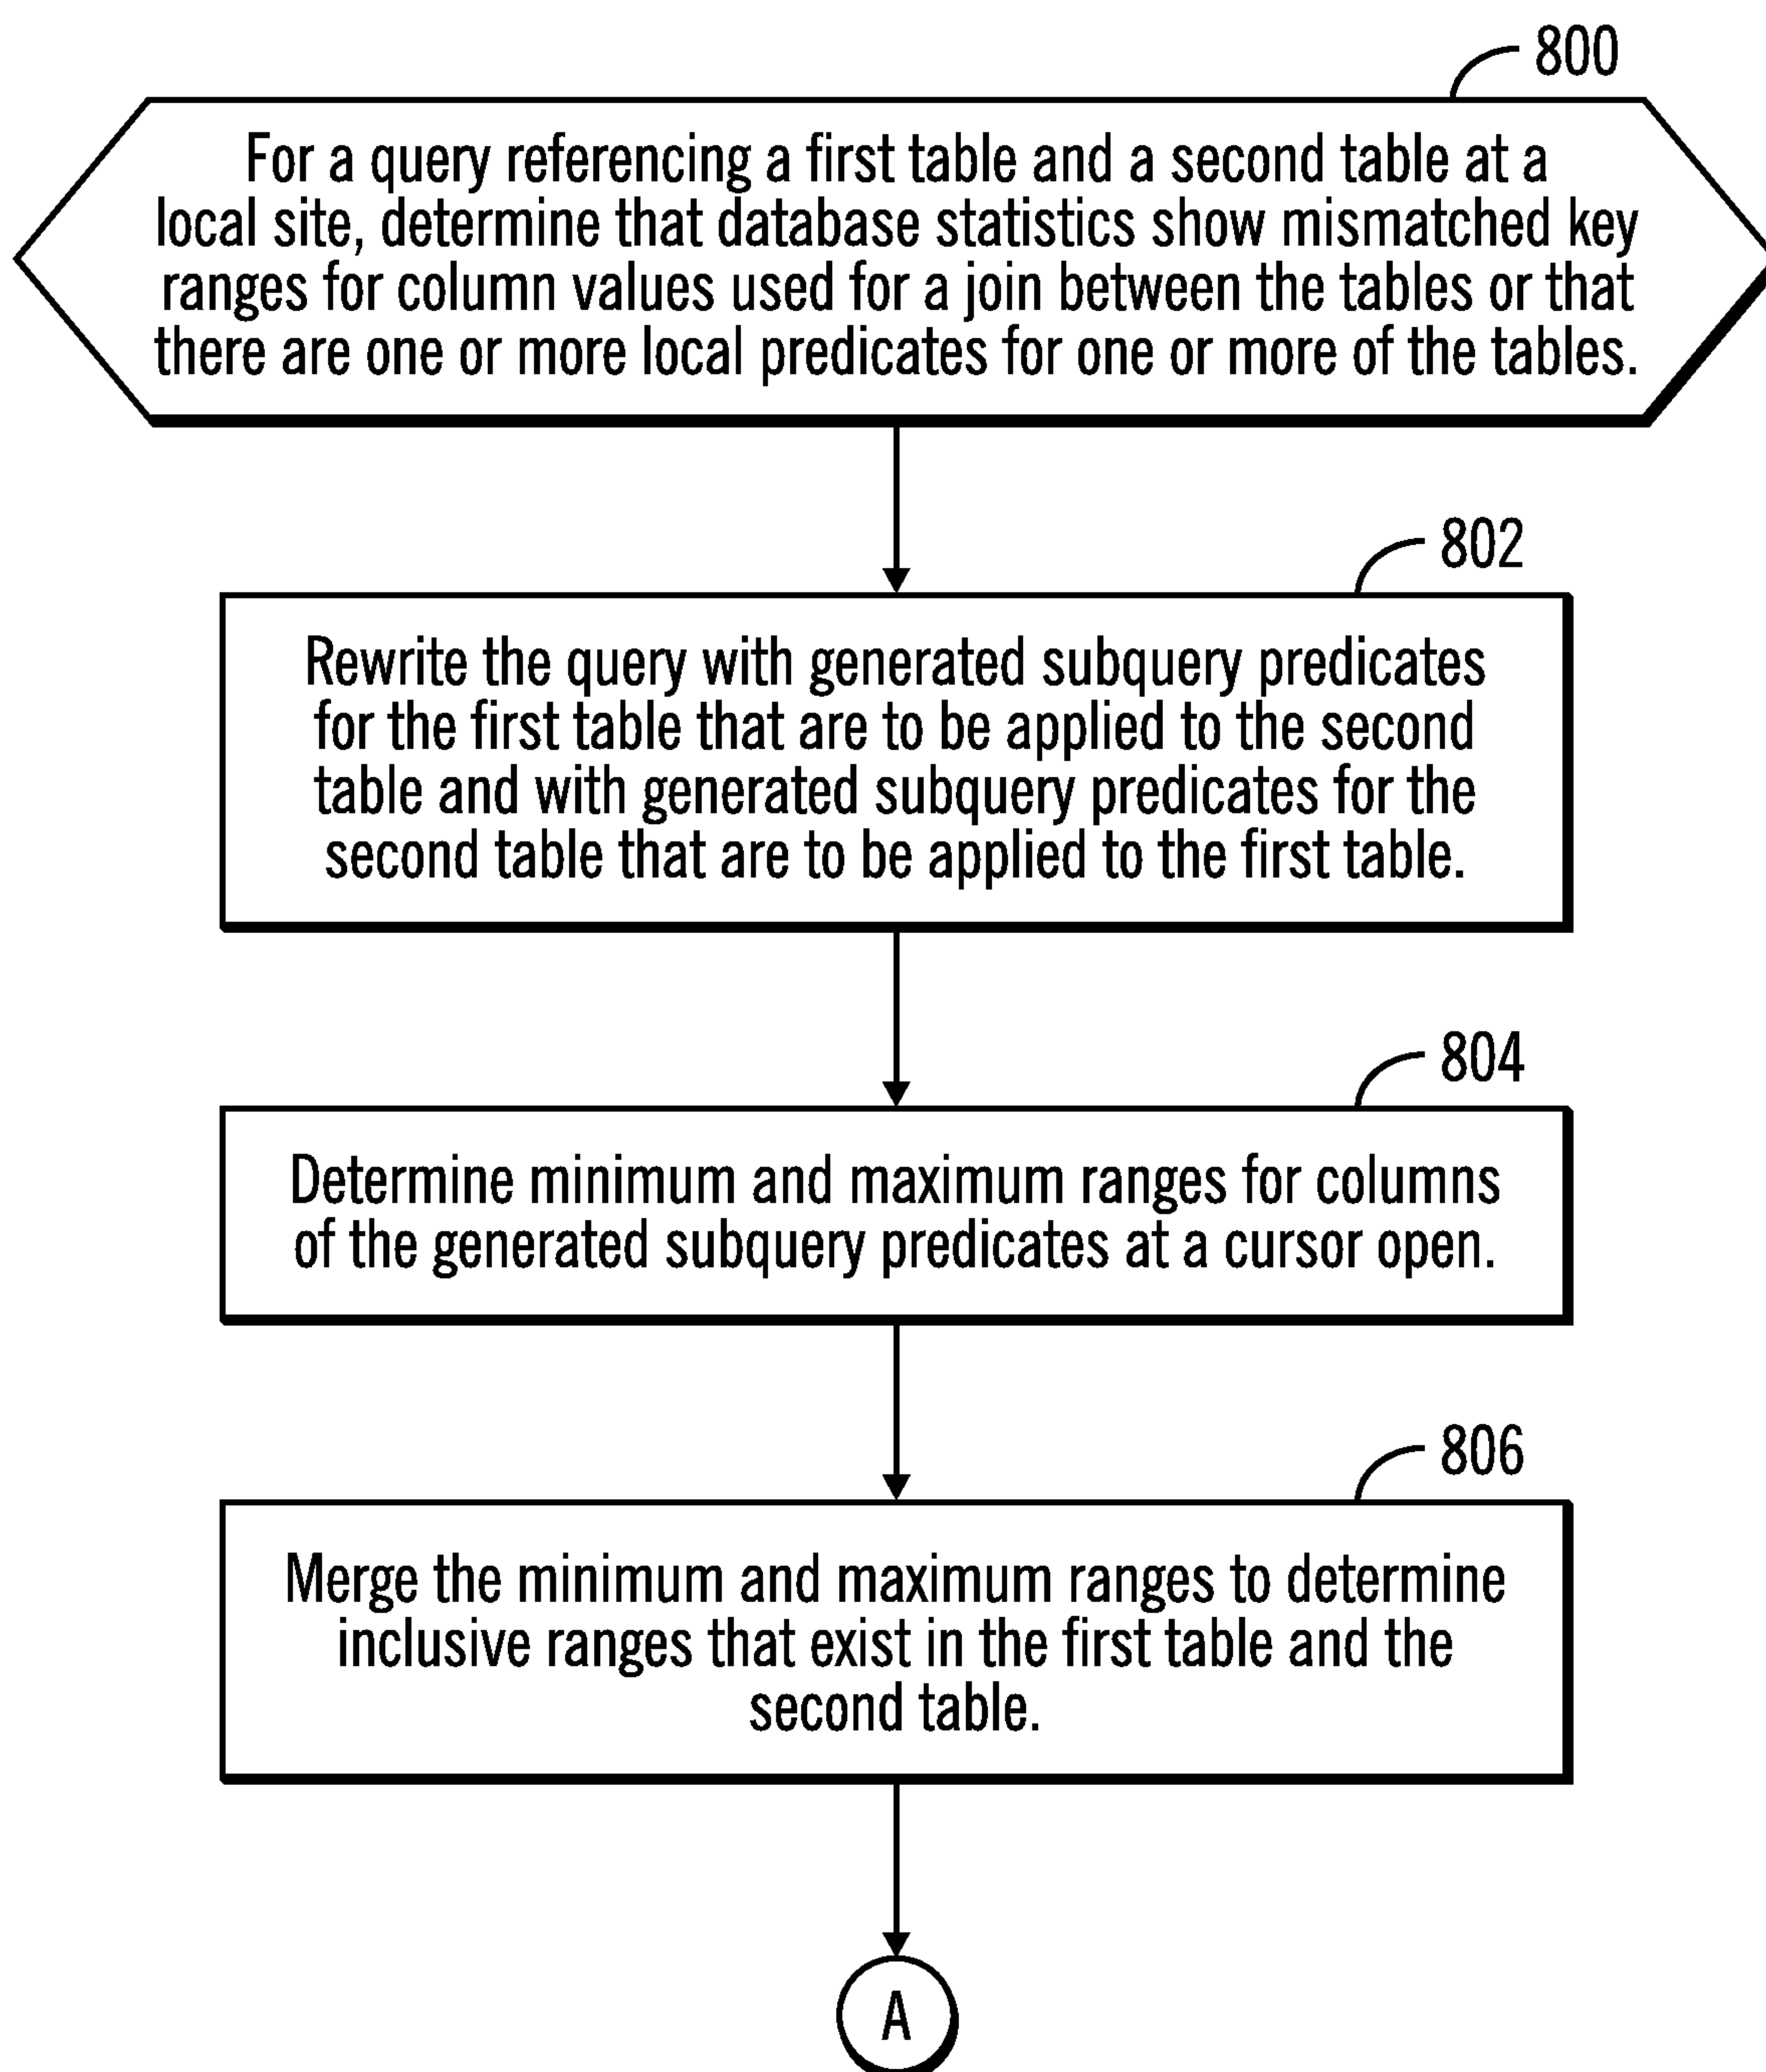 800
For a query referencing a first table and a second table at a
local site, determine that database statistics show mismatched key
ranges for column values used for a join between the tables or that
there are one or more local predicates for one or more of the tables.
802
Rewrite the query with generated subquery predicates
for the first table that are to be applied to the second
table and with generated subquery predicates for the
second table that are to be applied to the first table.
804
Determine minimum and maximum ranges for columns
of the generated subquery predicates at a cursor open.
806
Merge the minimum and maximum ranges to determine
inclusive ranges that exist in the first table and the
second table.
A